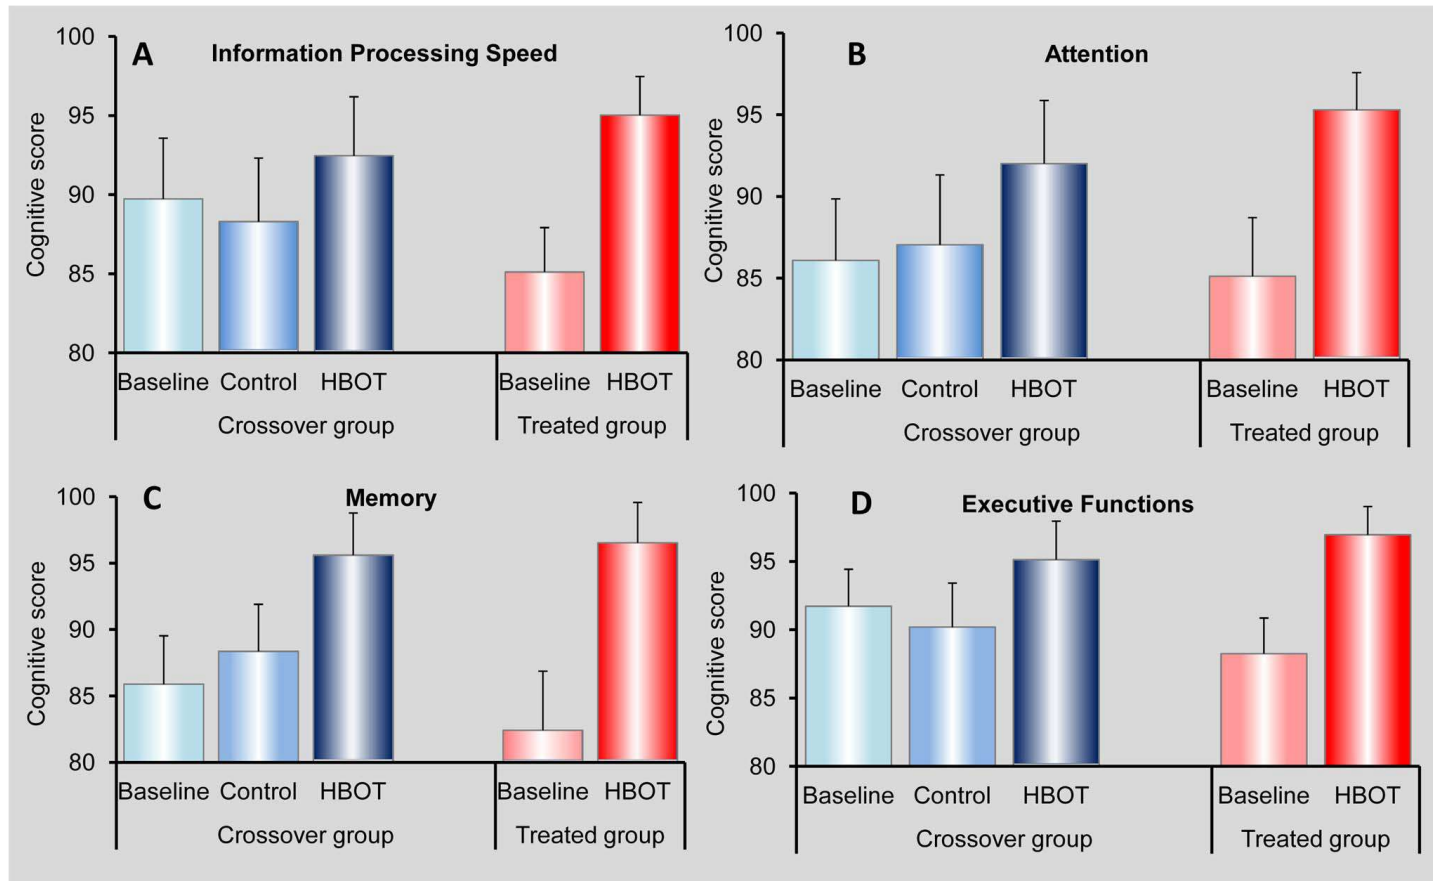 A Information Processing Speed
Cognitive score
100
95
90
85
80
Baseline Control HBOT Baseline HBOT
Crossover group Treated group
B Attention
Cognitive score
100
95
90
85
80
Baseline Control HBOT Baseline HBOT
Crossover group Treated group
C Memory
Cognitive score
100
95
90
85
80
Baseline Control HBOT Baseline HBOT
Crossover group Treated group
D Executive Functions
Cognitive score
100
95
90
85
80
Baseline Control HBOT Baseline HBOT
Crossover group Treated group